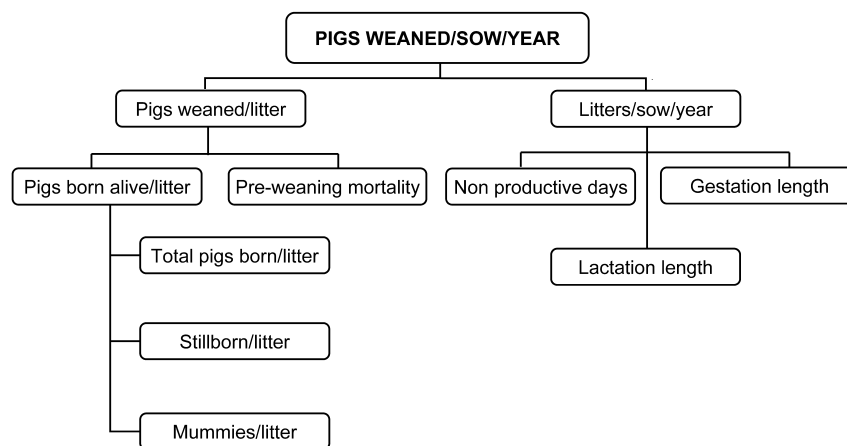 PIGS WEANED/SOW/YEAR
Pigs weaned/litter
Litters/sow/year
Pigs born alive/litter
Pre-weaning mortality
Non productive days
Gestation length
Total pigs born/litter
Lactation length
Stillborn/litter
Mummies/litter